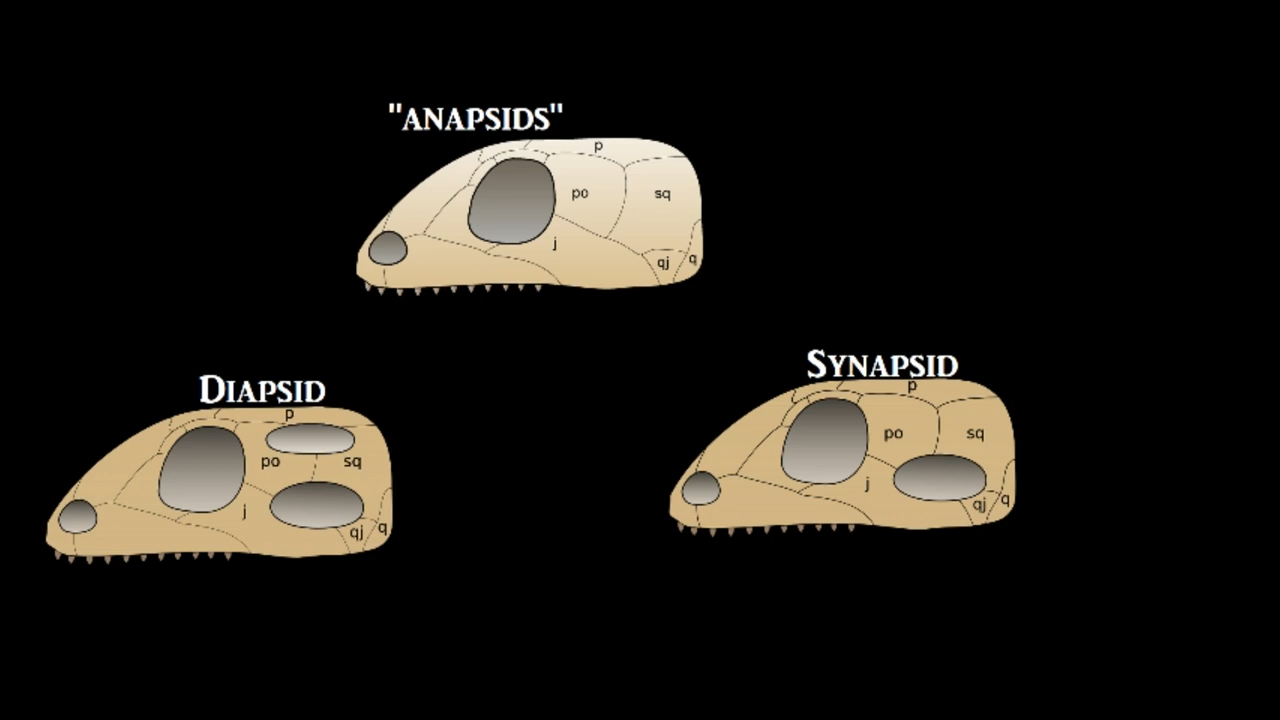 "ANAPSIDS"
p
po
sq
j
qj
q
DIAPSID
p
po
sq
j
qj
q
SYNAPSID
p
po
sq
j
qj
q